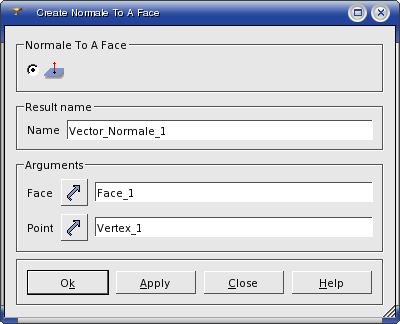 Create Normale To A Face
Normale To A Face
Result name
Name Vector_Normale_1
Arguments
Face Face_1
Point Vertex_1
Ok Apply Close Help